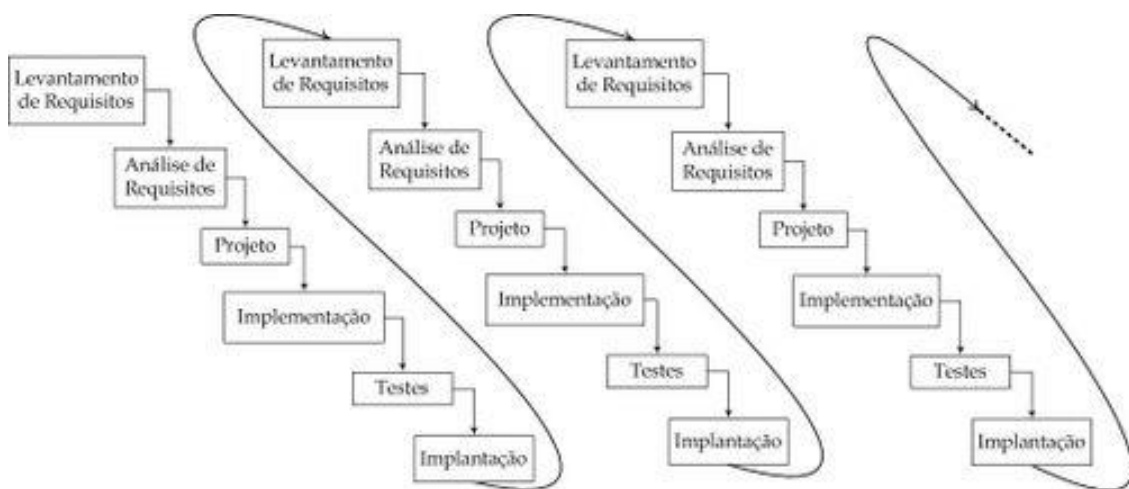 Levantamento
de Requisitos
Análise de
Requisitos
Projeto
Implementação
Testes
Implantação
Levantamento
de Requisitos
Análise de
Requisitos
Projeto
Implementação
Testes
Implantação
Levantamento
de Requisitos
Análise de
Requisitos
Projeto
Implementação
Testes
Implantação